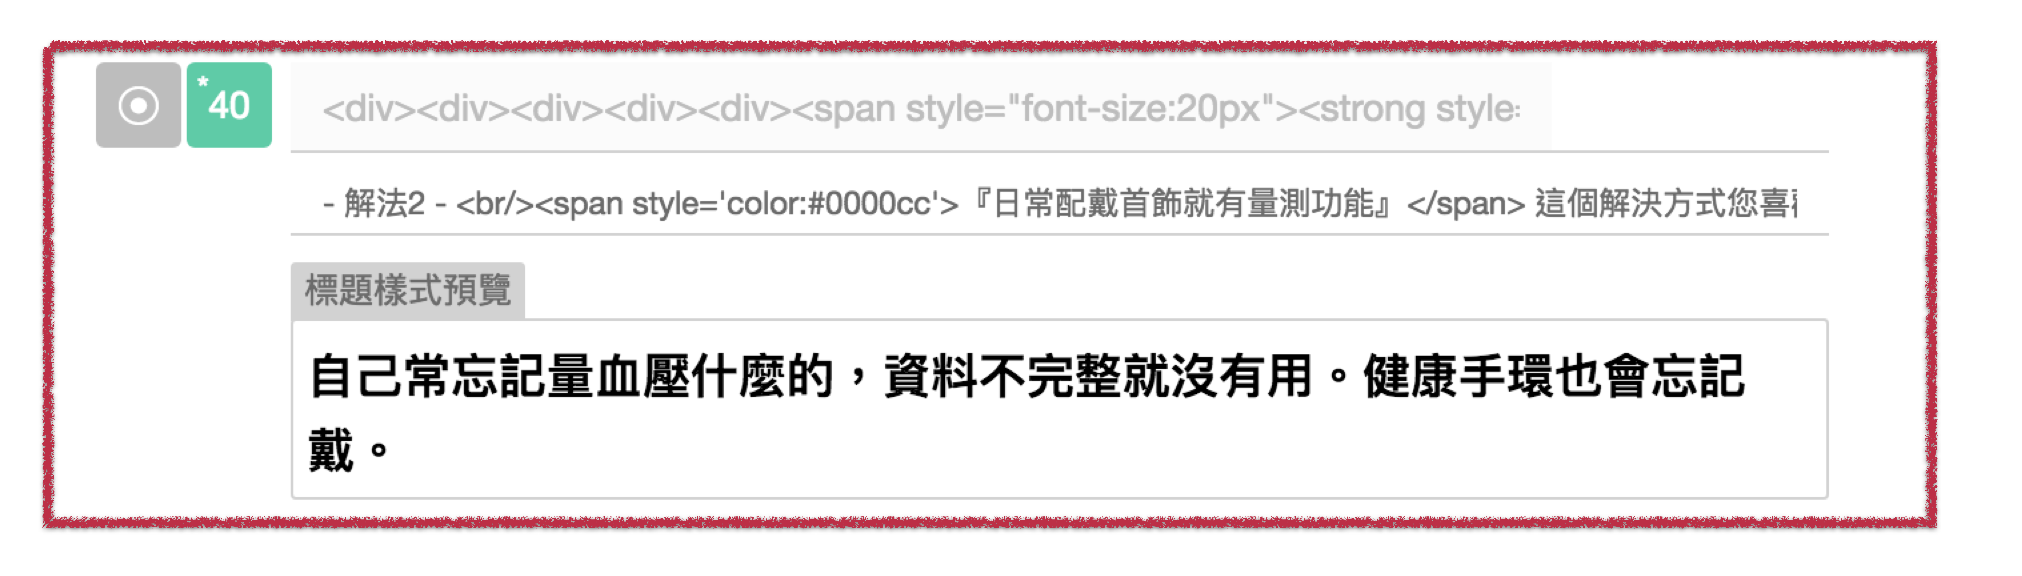 *40
<div><div><div><div><div><span style="font-size:20px"><strong style:
- 解法2 - <br/><span style='color:#0000cc'>『日常配戴首飾就有量測功能』</span> 這個解決方式您喜
標題樣式預覽
自己常忘記量血壓什麼的，資料不完整就沒有用。健康手環也會忘記
戴。